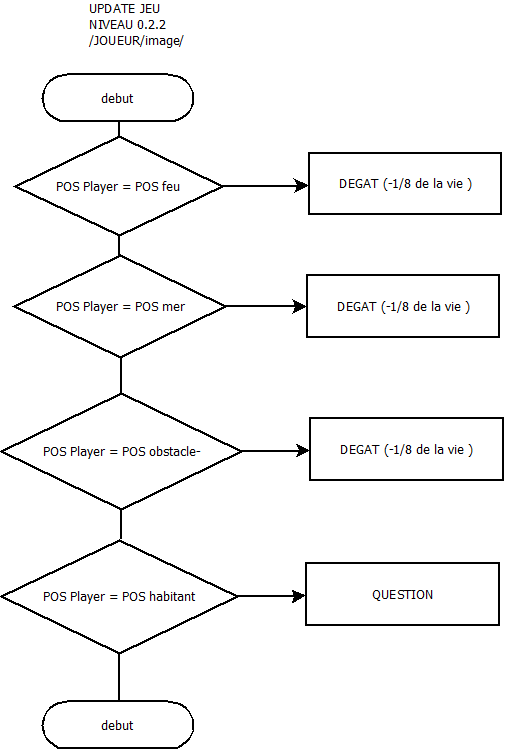 UPDATE JEU
NIVEAU 0.2.2
/JOUEUR/image/
debut
POS Player = POS feu
DEGAT (-1/8 de la vie )
POS Player = POS mer
DEGAT (-1/8 de la vie )
POS Player = POS obstacle-
DEGAT (-1/8 de la vie )
POS Player = POS habitant
QUESTION
debut